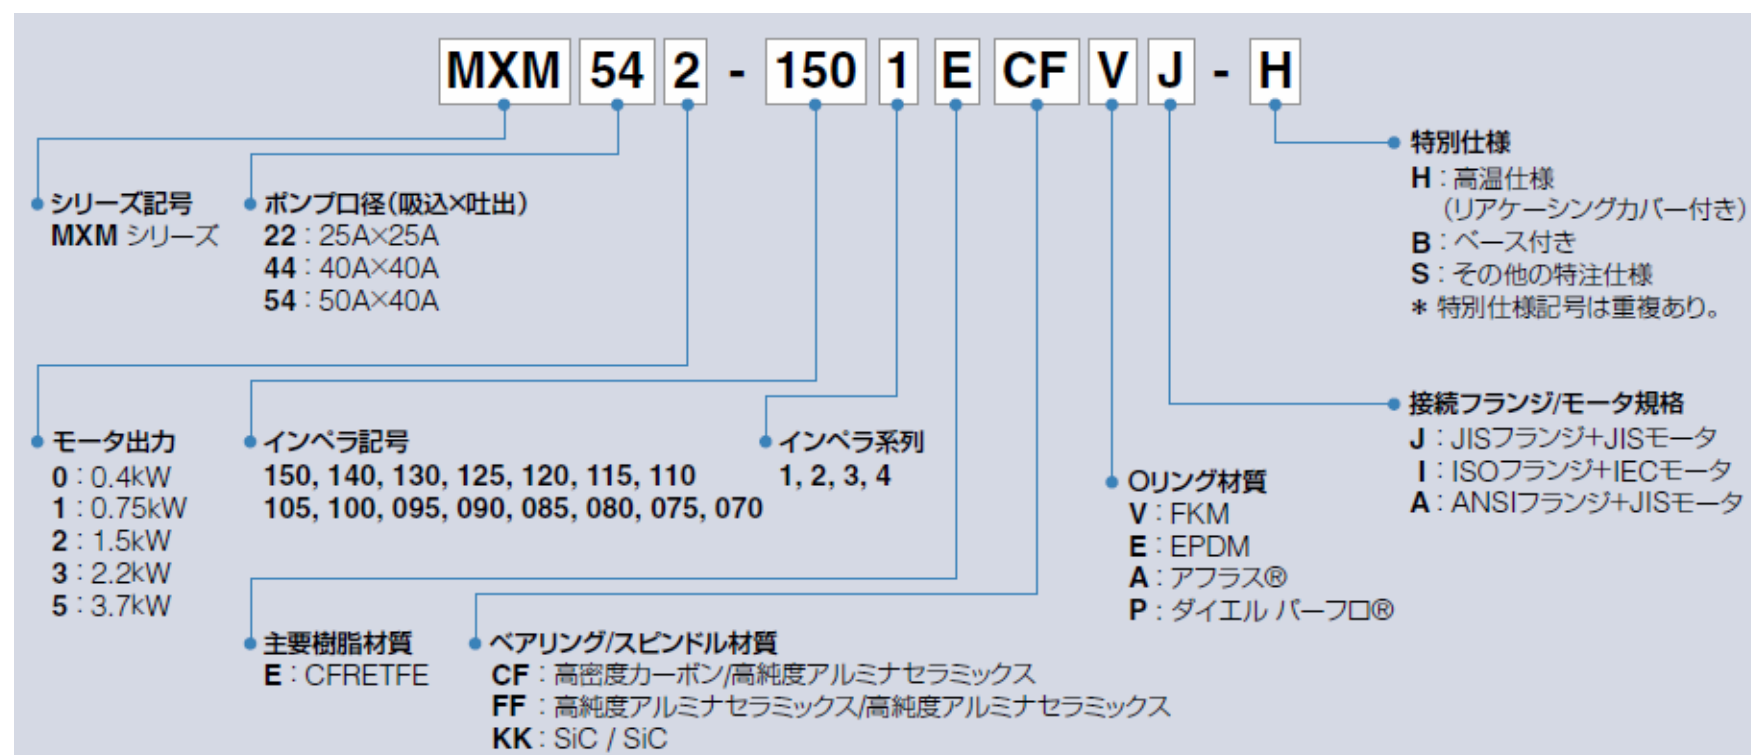 MXM 54 2 - 150 1 E CF V J - H
シリーズ記号
MXM シリーズ
ポンプ口径(吸込×吐出)
22:25A×25A
44:40A×40A
54:50A×40A
特別仕様
H:高温仕様
(リアケーシングカバー付き)
B:ベース付き
S:その他の特注仕様
* 特別仕様記号は重複あり。
モータ出力
0:0.4kW
1:0.75kW
2:1.5kW
3:2.2kW
5:3.7kW
インペラ記号
150, 140, 130, 125, 120, 115, 110
105, 100, 095, 090, 085, 080, 075, 070
インペラ系列
1, 2, 3, 4
接続フランジ/モータ規格
J:JISフランジ+JISモータ
I:ISOフランジ+IECモータ
A:ANSIフランジ+JISモータ
Oリング材質
V:FKM
E:EPDM
A:アフラス®
P:ダイエル パーフロ®
主要樹脂材質
E:CFRETFE
ベアリング/スピンドル材質
CF:高密度カーボン/高純度アルミナセラミックス
FF:高純度アルミナセラミックス/高純度アルミナセラミックス
KK:SiC / SiC